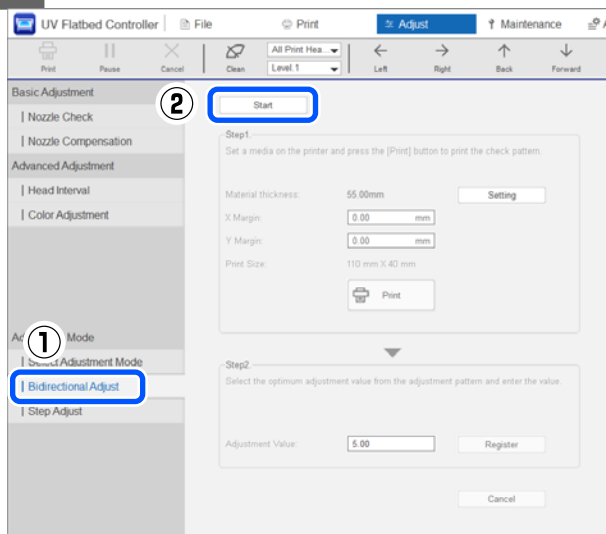 UV Flatbed Controller
File
Print
Adjust
Maintenance
Print
Pause
Cancel
Clean
All Print Hea...
Level.1
Left
Right
Back
Forward
Basic Adjustment
Nozzle Check
Nozzle Compensation
Advanced Adjustment
Head Interval
Color Adjustment
Mode
Select Adjustment Mode
Bidirectional Adjust
Step Adjust
①
②
Start
Step1.
Set a media on the printer and press the [Print] button to print the check pattern.
Material thickness: 55.00mm
Setting
X Margin: 0.00 mm
Y Margin: 0.00 mm
Print Size: 110 mm X 40 mm
Print
Step2.
Select the optimum adjustment value from the adjustment pattern and enter the value.
Adjustment Value: 5.00
Register
Cancel